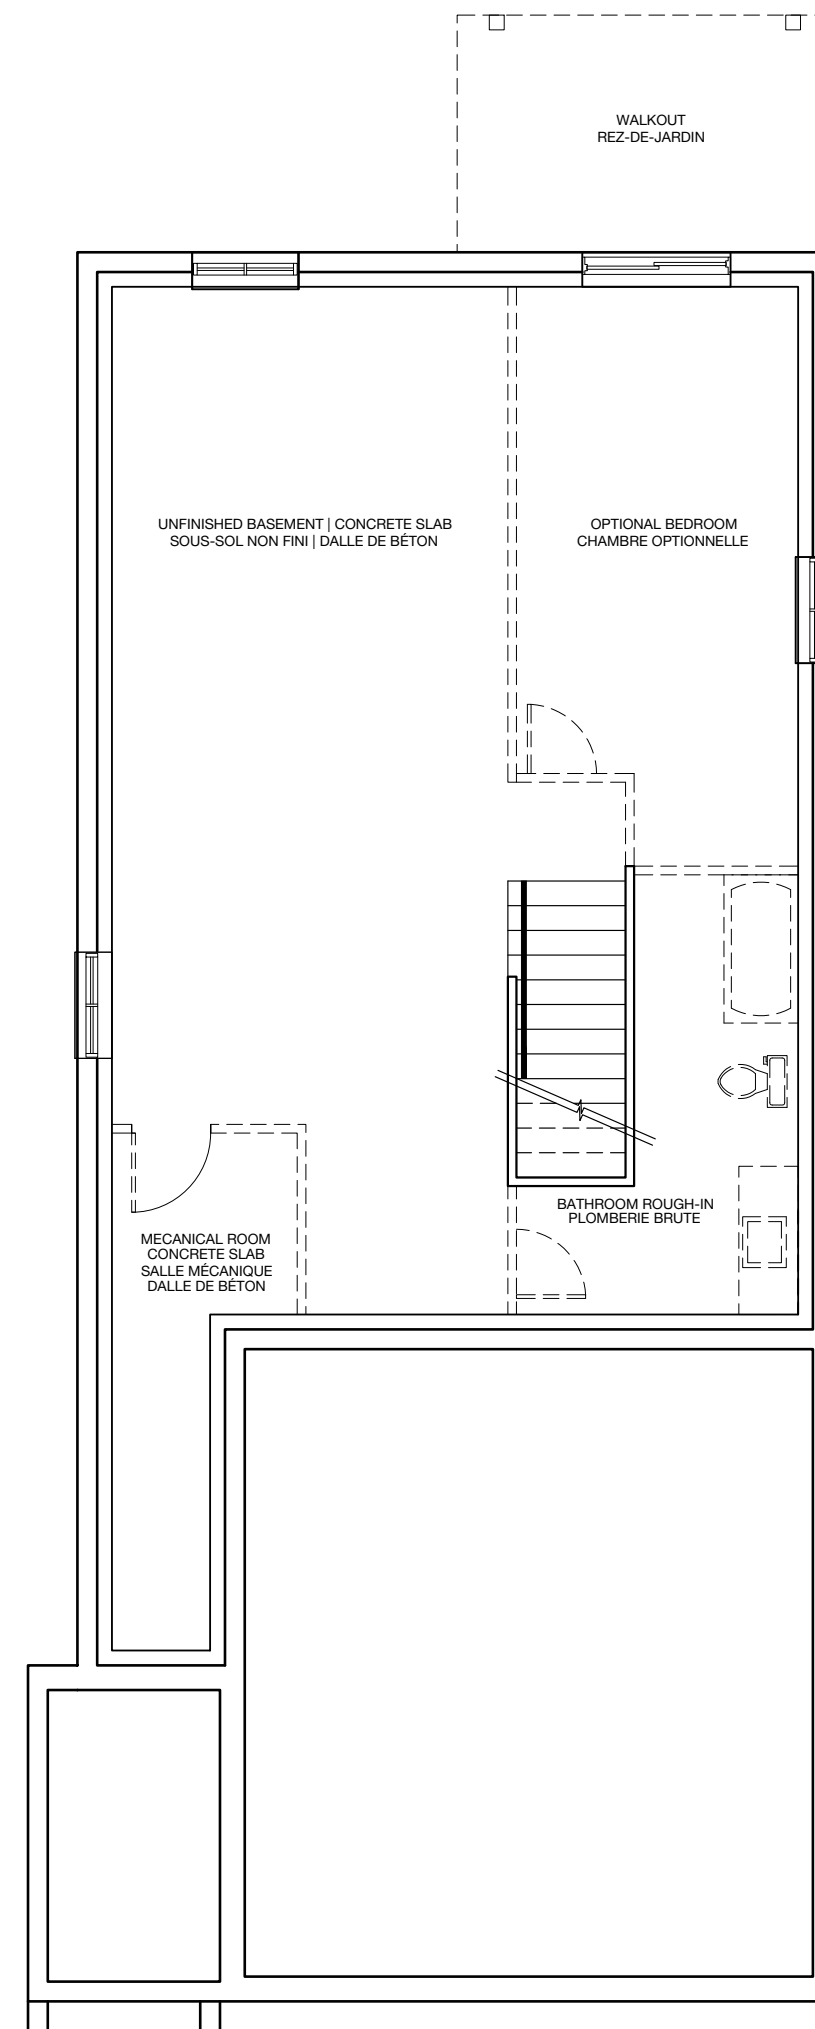 WALKOUT
REZ-DE-JARDIN
UNFINISHED BASEMENT | CONCRETE SLAB
SOUS-SOL NON FINI | DALLE DE BÉTON
OPTIONAL BEDROOM
CHAMBRE OPTIONNELLE
BATHROOM ROUGH-IN
PLOMBERIE BRUTE
MECANICAL ROOM
CONCRETE SLAB
SALLE MÉCANIQUE
DALLE DE BÉTON